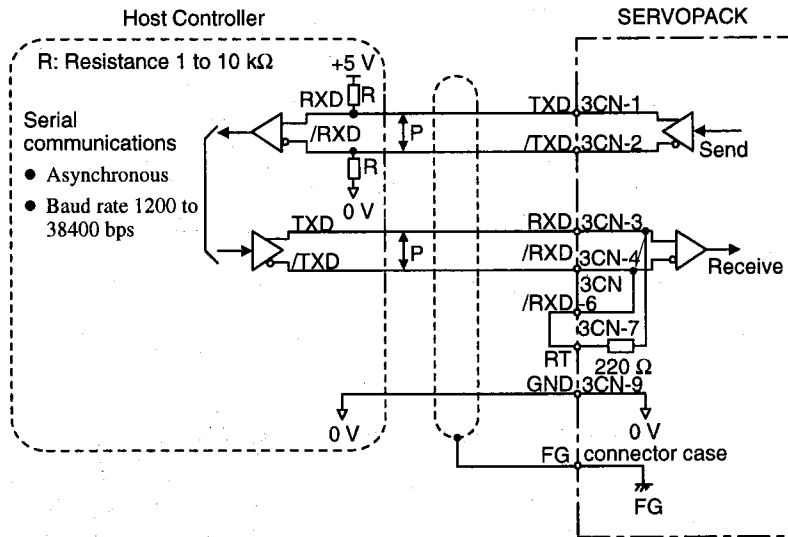 Host Controller
SERVOPACK
R: Resistance 1 to 10 kΩ
+5 V
RXD
R
TXD
3CN-1
/RXD
P
/TXD
3CN-2
Send
Serial
communications
● Asynchronous
● Baud rate 1200 to
38400 bps
R
0 V
TXD
RXD
3CN-3
P
/TXD
/RXD
3CN-4
Receive
3CN
/RXD
-6
3CN-7
RT
220 Ω
GND
3CN-9
0 V
0 V
FG
connector case
FG